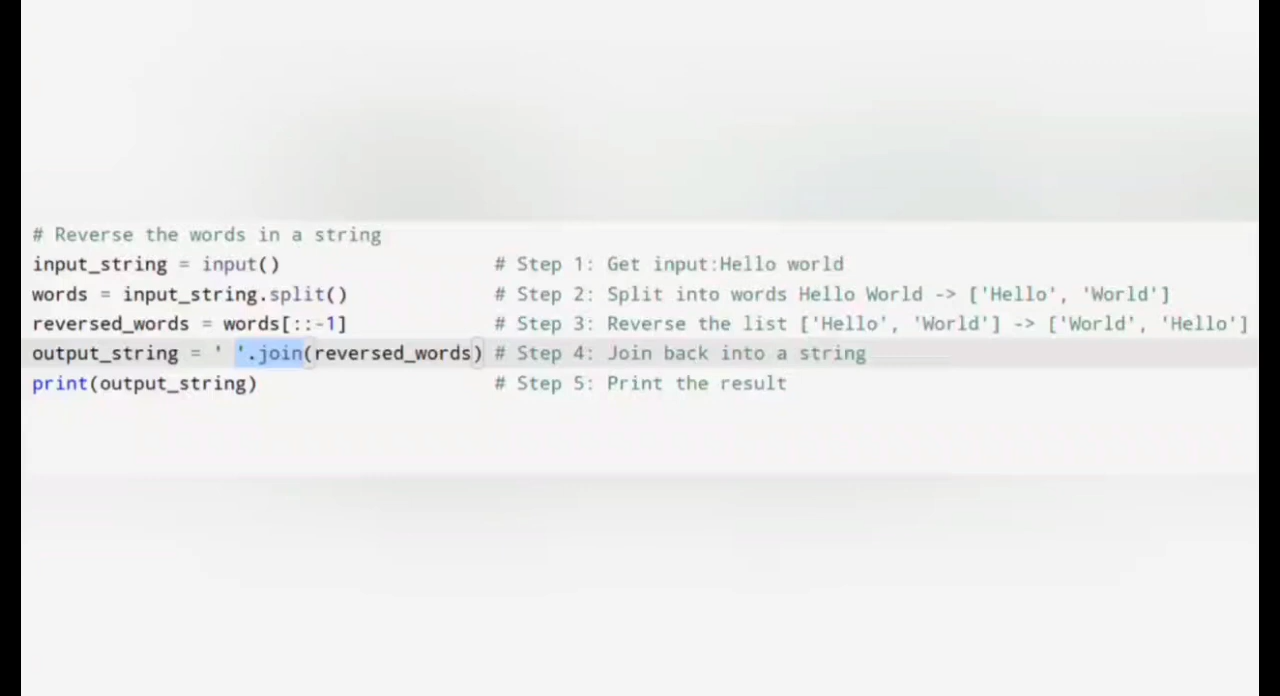 # Reverse the words in a string
input_string = input() # Step 1: Get input:Hello world
words = input_string.split() # Step 2: Split into words Hello World -> ['Hello', 'World']
reversed_words = words[::-1] # Step 3: Reverse the list ['Hello', 'World'] -> ['World', 'Hello']
output_string = ' '.join(reversed_words) # Step 4: Join back into a string
print(output_string) # Step 5: Print the result